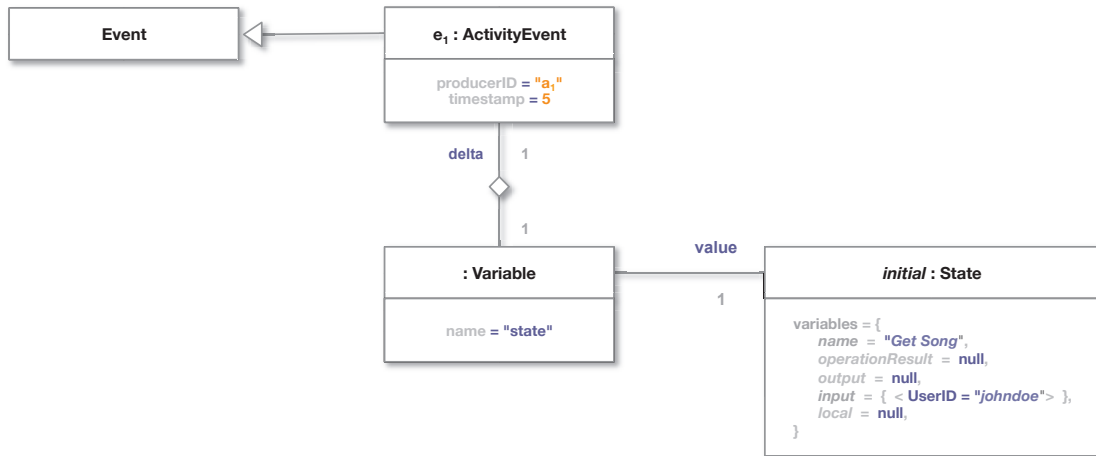 Event
e₁ : ActivityEvent
producerID = "a₁"
timestamp = 5
delta
1
1
: Variable
name = "state"
value
1
initial : State
variables = {
name = "Get Song",
operationResult = null,
output = null,
input = { < UserID = "johndoe"> },
local = null,
}